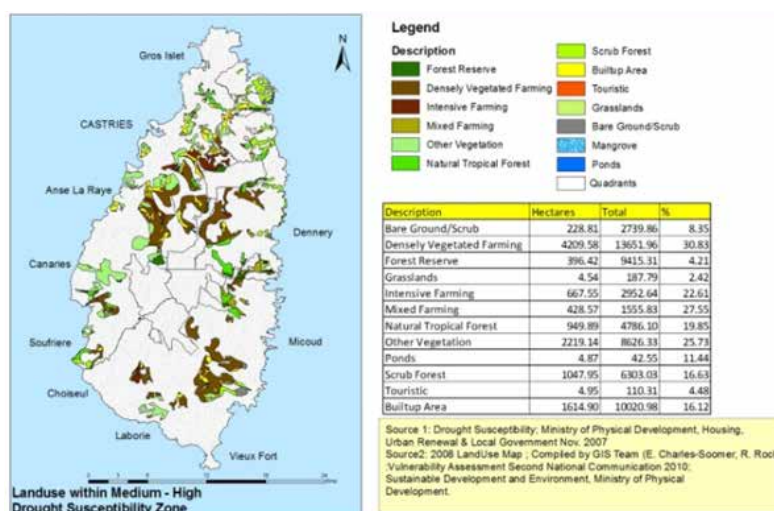 Gros Islet
N
CASTRIES
Anse La Raye
Dennery
Canaries
Soufriere
Micoud
Choiseul
Laborie
Vieux Fort
Landuse within Medium - High
Drought Susceptibility Zone
Legend
Description
Forest Reserve
Densely Vegetated Farming
Intensive Farming
Mixed Farming
Other Vegetation
Natural Tropical Forest
Scrub Forest
Builtup Area
Touristic
Grasslands
Bare Ground/Scrub
Mangrove
Ponds
Quadrants
Description Hectares Total %
Bare Ground/Scrub 228.81 2739.86 8.35
Densely Vegetated Farming 4209.58 13651.96 30.83
Forest Reserve 396.42 9415.31 4.21
Grasslands 4.54 187.79 2.42
Intensive Farming 667.55 2952.64 22.61
Mixed Farming 428.57 1555.83 27.55
Natural Tropical Forest 949.89 4786.10 19.85
Other Vegetation 2219.14 8626.33 25.73
Ponds 4.87 42.55 11.44
Scrub Forest 1047.95 6303.03 16.63
Touristic 4.95 110.31 4.48
Builtup Area 1614.90 10020.98 16.12
Source 1: Drought Susceptibility; Ministry of Physical Development, Housing,
Urban Renewal & Local Government Nov. 2007
Source2: 2008 LandUse Map ; Compiled by GIS Team (E. Charles-Soomer, R. Roc
;Vulnerability Assessment Second National Communication 2010;
Sustainable Development and Environment, Ministry of Physical
Development.